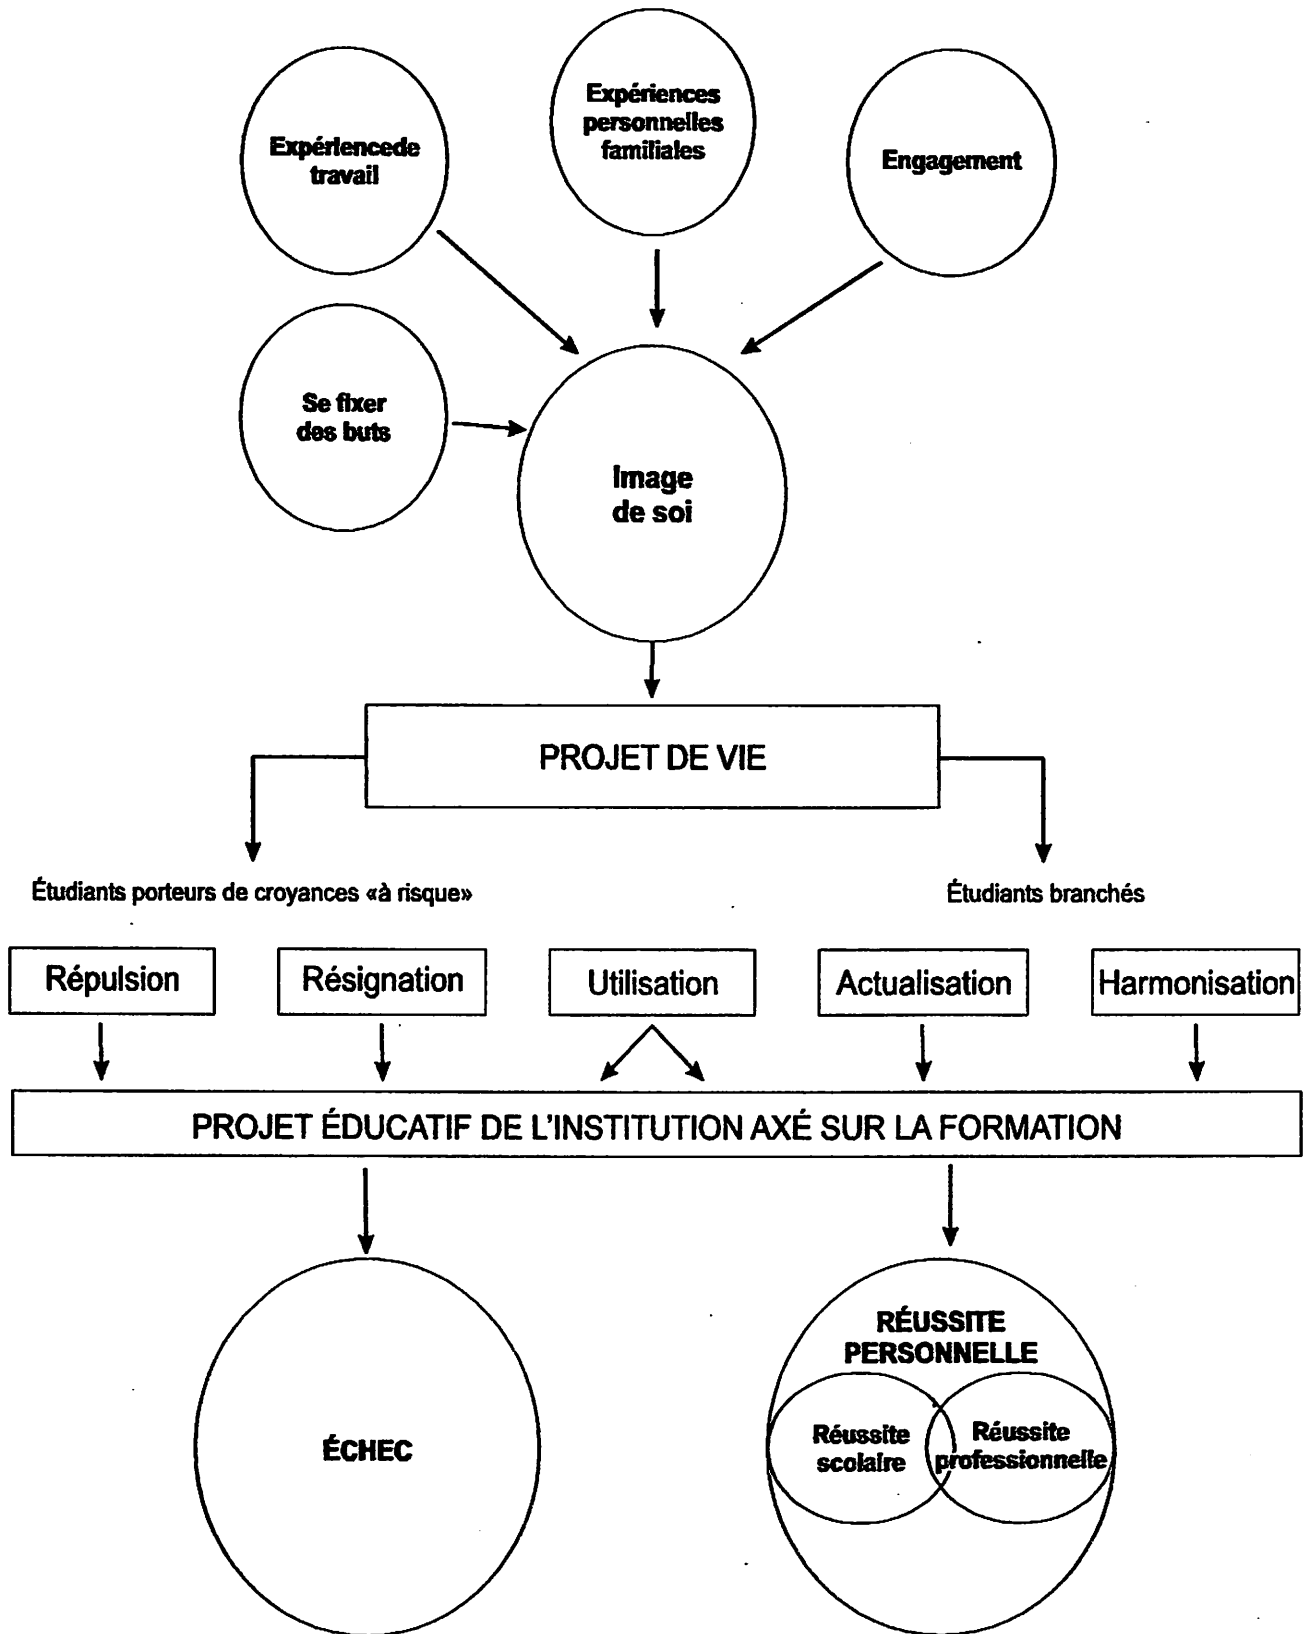 Expériences
personnelles
familiales
Expériencede
travail
Engagement
Se fixer
des buts
Image
de soi
PROJET DE VIE
Étudiants porteurs de croyances «à risque»
Étudiants branchés
Répulsion
Résignation
Utilisation
Actualisation
Harmonisation
PROJET ÉDUCATIF DE L'INSTITUTION AXÉ SUR LA FORMATION
ÉCHEC
RÉUSSITE
PERSONNELLE
Réussite
scolaire
Réussite
professionnelle